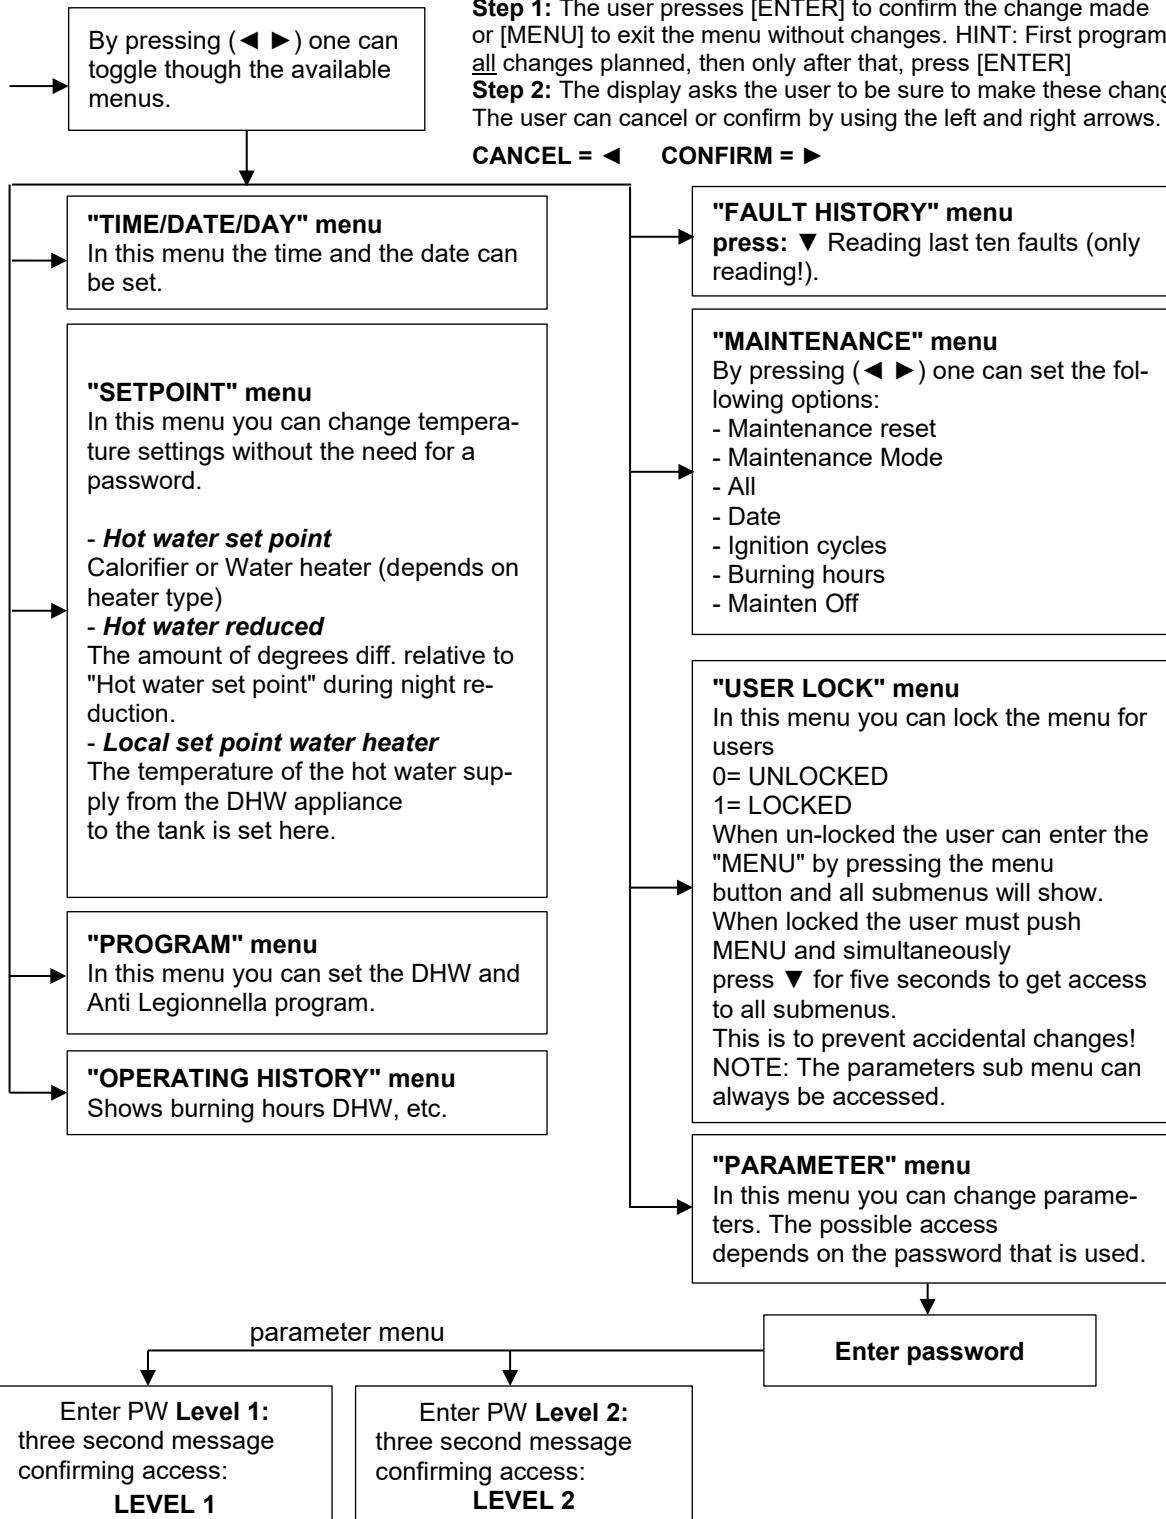 By pressing (◄ ►) one can
toggle though the available
menus.
Step 1: The user presses [ENTER] to confirm the change made
or [MENU] to exit the menu without changes. HINT: First program
all changes planned, then only after that, press [ENTER]
Step 2: The display asks the user to be sure to make these chang
The user can cancel or confirm by using the left and right arrows.
CANCEL = ◄ CONFIRM = ►
"TIME/DATE/DAY" menu
In this menu the time and the date can
be set.
"SETPOINT" menu
In this menu you can change tempera-
ture settings without the need for a
password.
- Hot water set point
Calorifier or Water heater (depends on
heater type)
- Hot water reduced
The amount of degrees diff. relative to
"Hot water set point" during night re-
duction.
- Local set point water heater
The temperature of the hot water sup-
ply from the DHW appliance
to the tank is set here.
"PROGRAM" menu
In this menu you can set the DHW and
Anti Legionnella program.
"OPERATING HISTORY" menu
Shows burning hours DHW, etc.
"FAULT HISTORY" menu
press: ▼ Reading last ten faults (only
reading!).
"MAINTENANCE" menu
By pressing (◄ ►) one can set the fol-
lowing options:
- Maintenance reset
- Maintenance Mode
- All
- Date
- Ignition cycles
- Burning hours
- Mainten Off
"USER LOCK" menu
In this menu you can lock the menu for
users
0= UNLOCKED
1= LOCKED
When un-locked the user can enter the
"MENU" by pressing the menu
button and all submenus will show.
When locked the user must push
MENU and simultaneously
press ▼ for five seconds to get access
to all submenus.
This is to prevent accidental changes!
NOTE: The parameters sub menu can
always be accessed.
"PARAMETER" menu
In this menu you can change parame-
ters. The possible access
depends on the password that is used.
Enter password
parameter menu
Enter PW Level 1:
three second message
confirming access:
LEVEL 1
Enter PW Level 2:
three second message
confirming access:
LEVEL 2